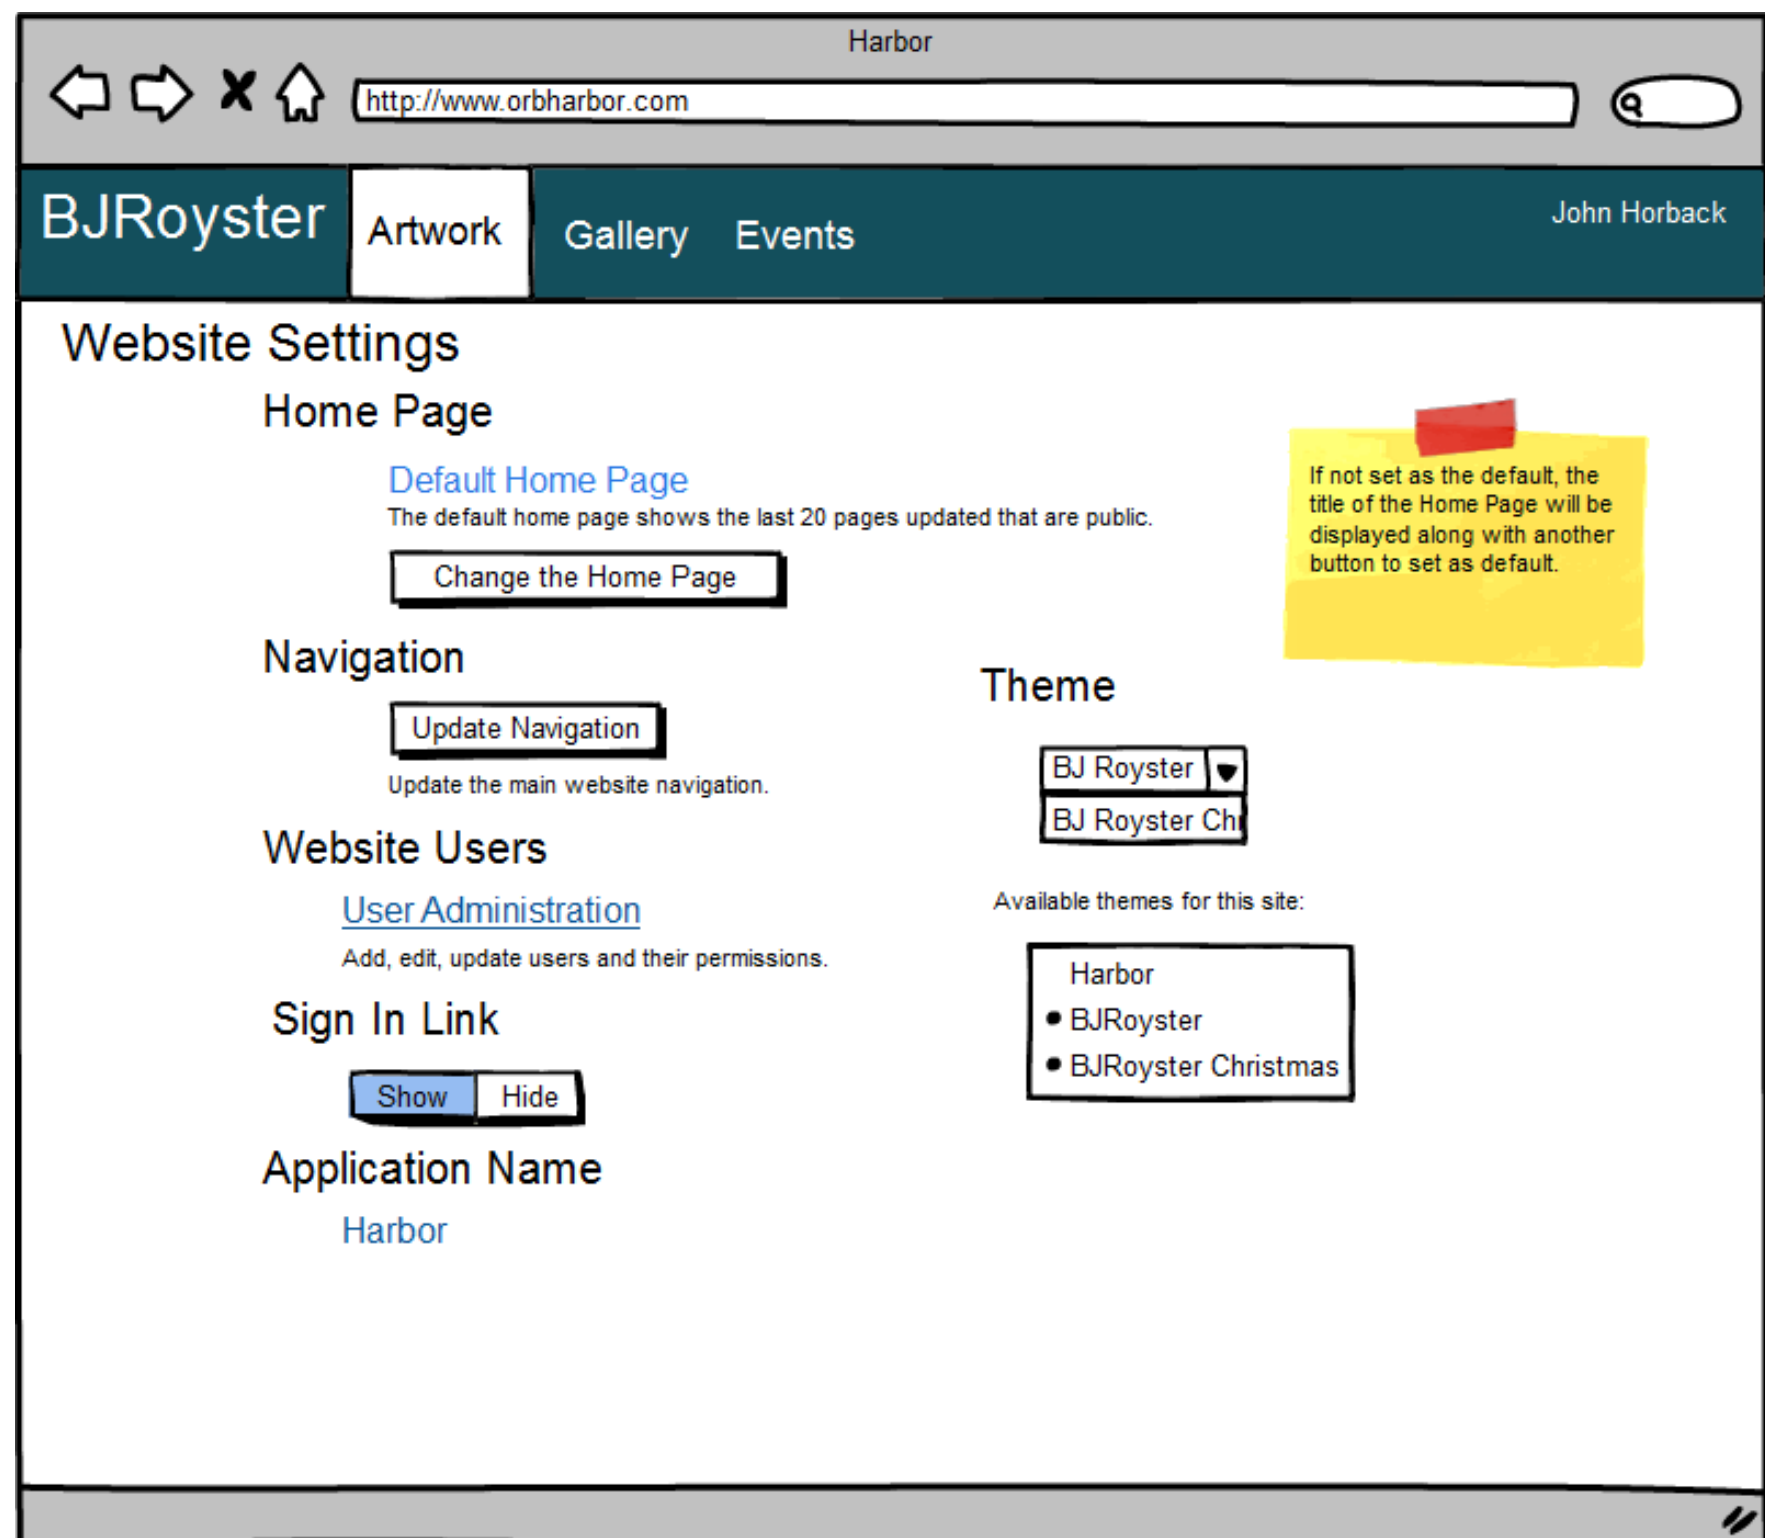 Harbor
http://www.orbharbor.com
BJRoyster
Artwork
Gallery
Events
John Horback
Website Settings
Home Page
Default Home Page
The default home page shows the last 20 pages updated that are public.
Change the Home Page
If not set as the default, the
title of the Home Page will be
displayed along with another
button to set as default.
Navigation
Update Navigation
Update the main website navigation.
Website Users
User Administration
Add, edit, update users and their permissions.
Sign In Link
Show
Hide
Application Name
Harbor
Theme
BJ Royster
BJ Royster Chr
Available themes for this site:
Harbor
BJRoyster
BJRoyster Christmas